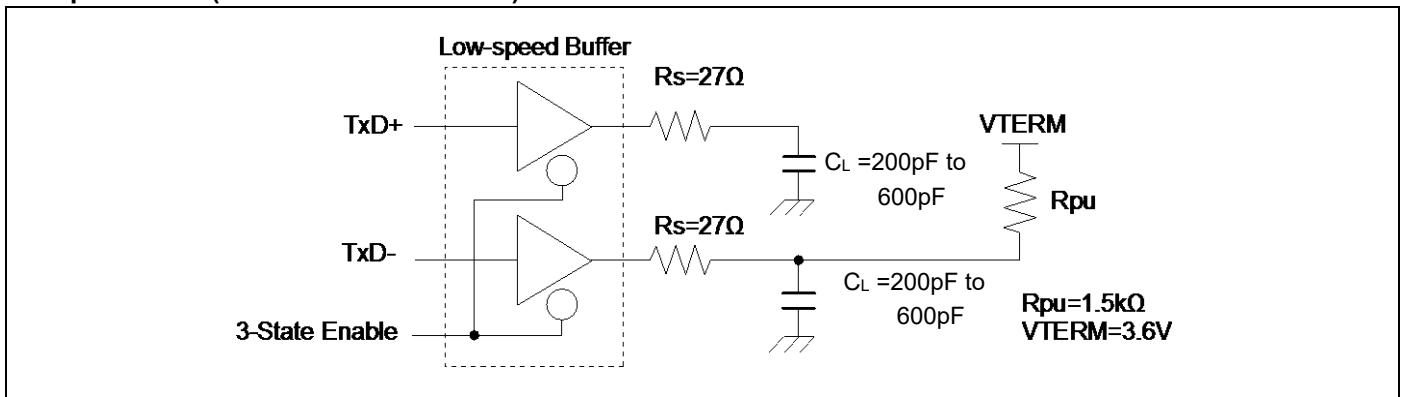 Low-speed Buffer
Rs=27Ω
TxD+
VTERM
CL =200pF to
600pF
Rpu
Rs=27Ω
TxD-
CL =200pF to
600pF
Rpu=1.5kΩ
VTERM=3.6V
3-State Enable